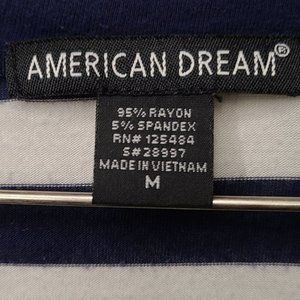 AMERICAN DREAM®
95% RAYON
5% SPANDEX
RN# 125484
S#28997
MADE IN VIETNAM
M